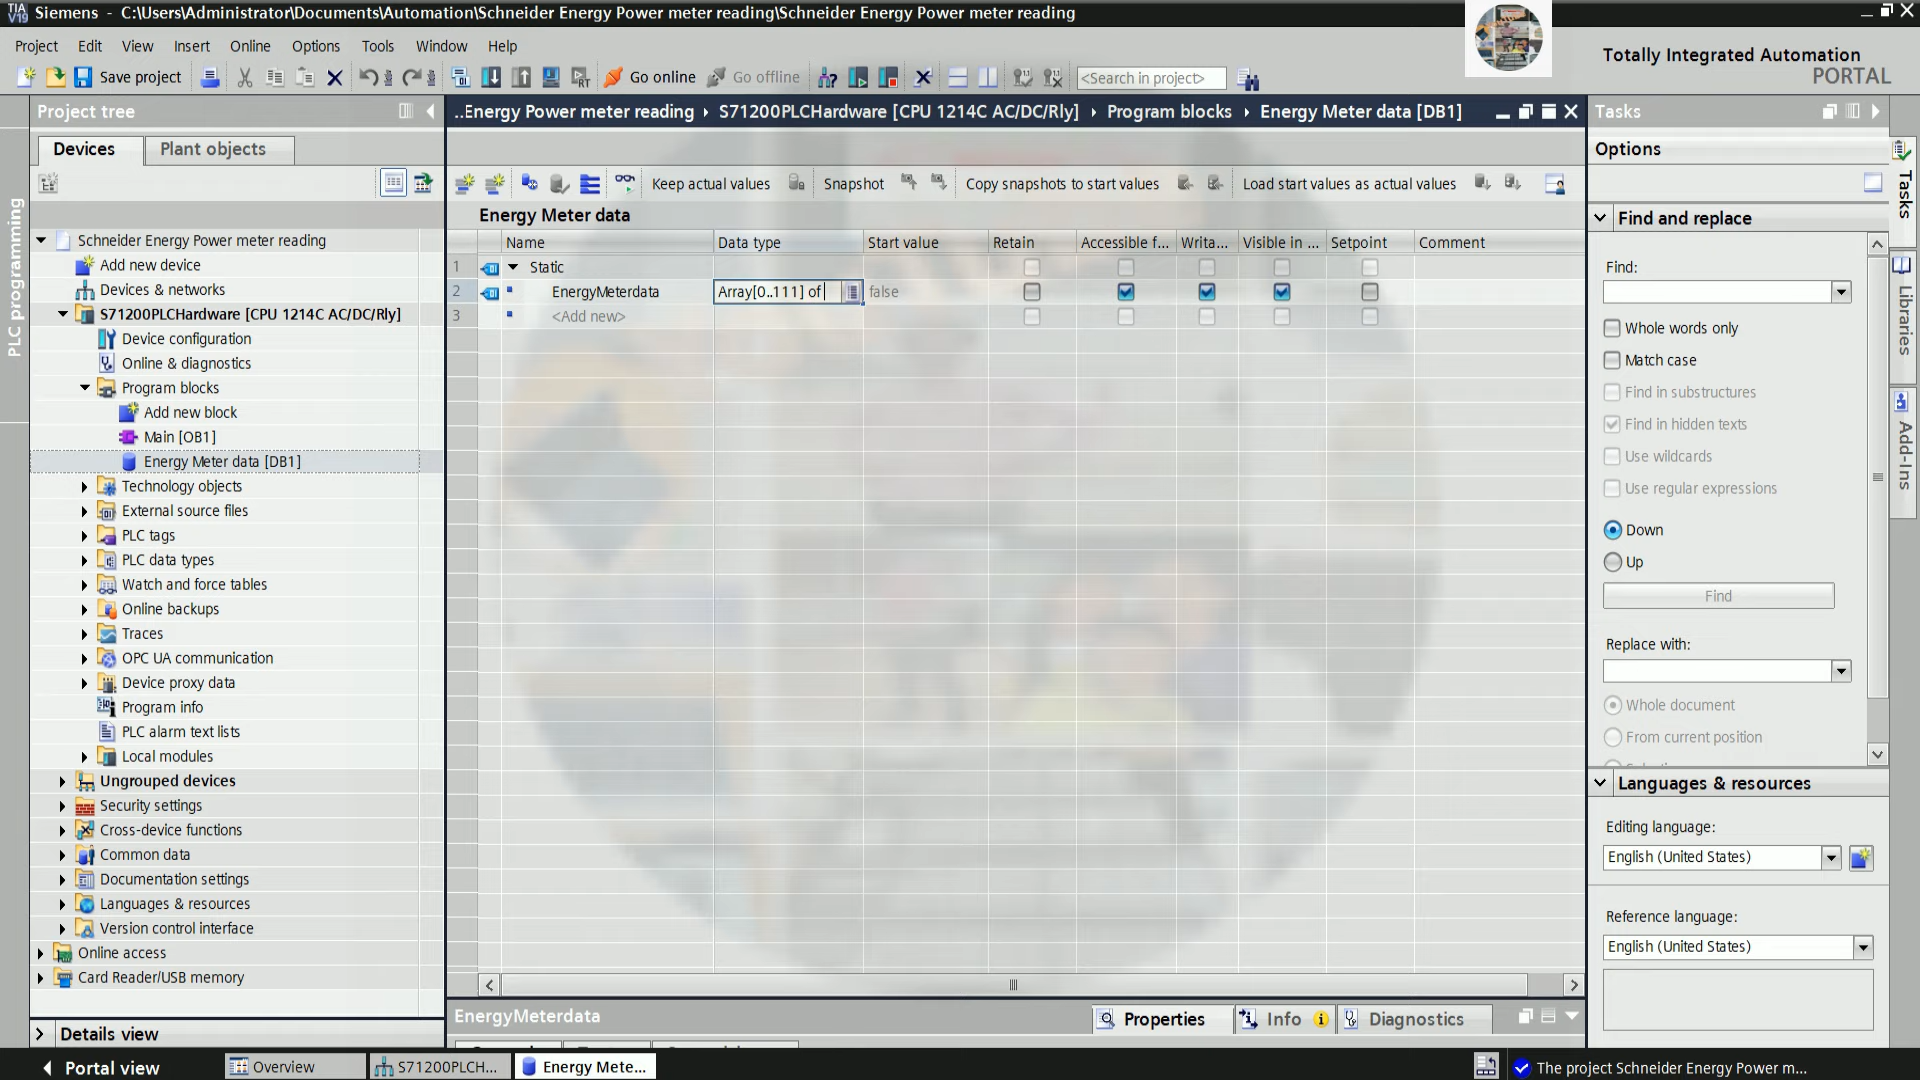 TIA
V19
Siemens - C:\Users\Administrator\Documents\Automation\Schneider Energy Power meter reading\Schneider Energy Power meter reading
Project Edit View Insert Online Options Tools Window Help
Totally Integrated Automation
PORTAL
Save project
Go online
Go offline
<Search in project>
Project tree
..Energy Power meter reading › S71200PLCHardware [CPU 1214C AC/DC/Rly] › Program blocks › Energy Meter data [DB1]
Tasks
Devices
Plant objects
Options
Keep actual values
Snapshot
Copy snapshots to start values
Load start values as actual values
Energy Meter data
Name Data type Start value Retain Accessible f... Writa... Visible in ... Setpoint Comment
1 Static
2 EnergyMeterdata Array[0..111] of false
3 <Add new>
PLC programming
Schneider Energy Power meter reading
Add new device
Devices & networks
S71200PLCHardware [CPU 1214C AC/DC/Rly]
Device configuration
Online & diagnostics
Program blocks
Add new block
Main [OB1]
Energy Meter data [DB1]
Technology objects
External source files
PLC tags
PLC data types
Watch and force tables
Online backups
Traces
OPC UA communication
Device proxy data
Program info
PLC alarm text lists
Local modules
Ungrouped devices
Security settings
Cross-device functions
Common data
Documentation settings
Languages & resources
Version control interface
Online access
Card Reader/USB memory
Details view
Find and replace
Find:
Whole words only
Match case
Find in substructures
Find in hidden texts
Use wildcards
Use regular expressions
Down
Up
Find
Replace with:
Whole document
From current position
Languages & resources
Editing language:
English (United States)
Reference language:
English (United States)
Tasks
Libraries
Add-Ins
EnergyMeterdata
Properties
Info
Diagnostics
Portal view
Overview
S71200PLCH...
Energy Mete...
The project Schneider Energy Power m...